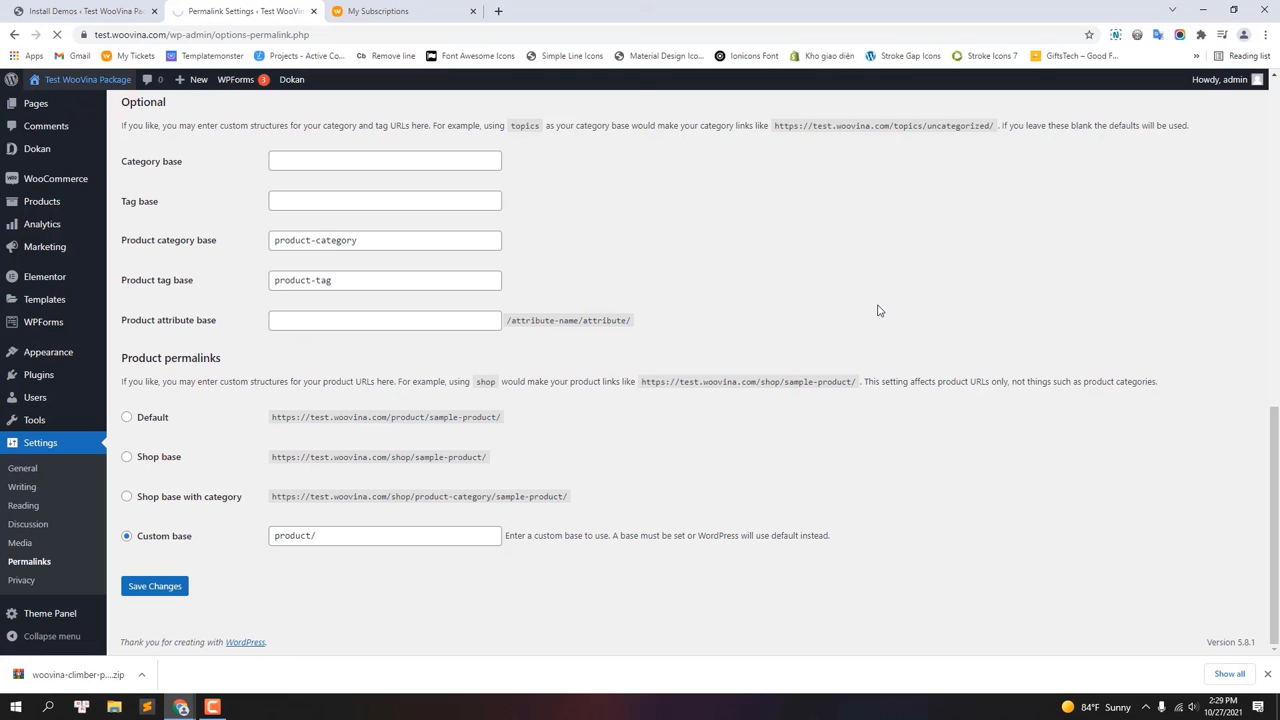 Install Demos ‹ Test WooVina Pac
Permalink Settings ‹ Test WooVin
My Subscriptions
test.woovina.com/wp-admin/options-permalink.php
Gmail
My Tickets
Templatemonster
Projects - Active Co...
Remove line
Font Awesome Icons
Simple Line Icons
Material Design Ico...
Ionicons Font
Kho giao diện
Stroke Gap Icons
Stroke Icons 7
GiftsTech – Good F...
»
Reading list
Test WooVina Package
0
New
WPForms 3
Dokan
Howdy, admin
Pages
Comments
Dokan
WooCommerce
Products
Analytics
Marketing
Elementor
Templates
WPForms
Appearance
Plugins
Users
Tools
Settings
General
Writing
Reading
Discussion
Media
Permalinks
Privacy
Theme Panel
Collapse menu
Optional
If you like, you may enter custom structures for your category and tag URLs here. For example, using topics as your category base would make your category links like https://test.woovina.com/topics/uncategorized/ . If you leave these blank the defaults will be used.
Category base
Tag base
Product category base product-category
Product tag base product-tag
Product attribute base /attribute-name/attribute/
Product permalinks
If you like, you may enter custom structures for your product URLs here. For example, using shop would make your product links like https://test.woovina.com/shop/sample-product/ . This setting affects product URLs only, not things such as product categories.
Default https://test.woovina.com/product/sample-product/
Shop base https://test.woovina.com/shop/sample-product/
Shop base with category https://test.woovina.com/shop/product-category/sample-product/
Custom base product/ Enter a custom base to use. A base must be set or WordPress will use default instead.
Save Changes
Thank you for creating with WordPress.
Version 5.8.1
woovina-climber-p....zip
Show all
84°F Sunny
2:29 PM
10/27/2021